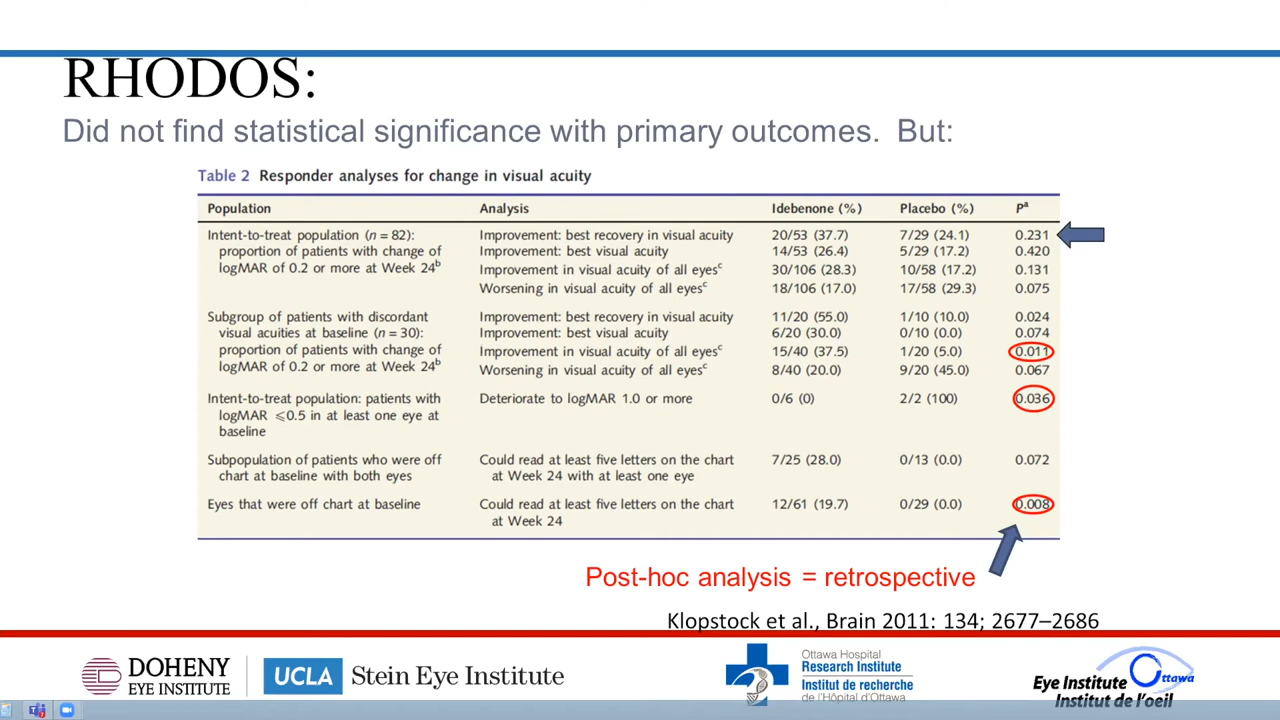 RHODOS:
Did not find statistical significance with primary outcomes. But:
Table 2 Responder analyses for change in visual acuity
Population Analysis Idebenone (%) Placebo (%) Pᵃ
Intent-to-treat population (n = 82): Improvement: best recovery in visual acuity 20/53 (37.7) 7/29 (24.1) 0.231
proportion of patients with change of Improvement: best visual acuity 14/53 (26.4) 5/29 (17.2) 0.420
logMAR of 0.2 or more at Week 24ᵇ Improvement in visual acuity of all eyesᶜ 30/106 (28.3) 10/58 (17.2) 0.131
Worsening in visual acuity of all eyesᶜ 18/106 (17.0) 17/58 (29.3) 0.075
Subgroup of patients with discordant Improvement: best recovery in visual acuity 11/20 (55.0) 1/10 (10.0) 0.024
visual acuities at baseline (n = 30): Improvement: best visual acuity 6/20 (30.0) 0/10 (0.0) 0.074
proportion of patients with change of Improvement in visual acuity of all eyesᶜ 15/40 (37.5) 1/20 (5.0) 0.011
logMAR of 0.2 or more at Week 24ᵇ Worsening in visual acuity of all eyesᶜ 8/40 (20.0) 9/20 (45.0) 0.067
Intent-to-treat population: patients with Deteriorate to logMAR 1.0 or more 0/6 (0) 2/2 (100) 0.036
logMAR ⩽0.5 in at least one eye at
baseline
Subpopulation of patients who were off Could read at least five letters on the chart 7/25 (28.0) 0/13 (0.0) 0.072
chart at baseline with both eyes at Week 24 with at least one eye
Eyes that were off chart at baseline Could read at least five letters on the chart 12/61 (19.7) 0/29 (0.0) 0.008
at Week 24
Post-hoc analysis = retrospective
Klopstock et al., Brain 2011: 134; 2677–2686
DOHENY
EYE INSTITUTE
UCLA Stein Eye Institute
Ottawa Hospital
Research Institute
Institut de recherche
de l'Hôpital d'Ottawa
Eye Institute Ottawa
Institut de l'oeil